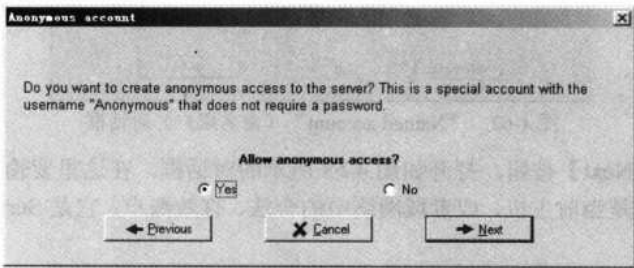 Anonymous account
Do you want to create anonymous access to the server? This is a special account with the
username "Anonymous" that does not require a password.
Allow anonymous access?
Yes
No
Previous
Cancel
Next